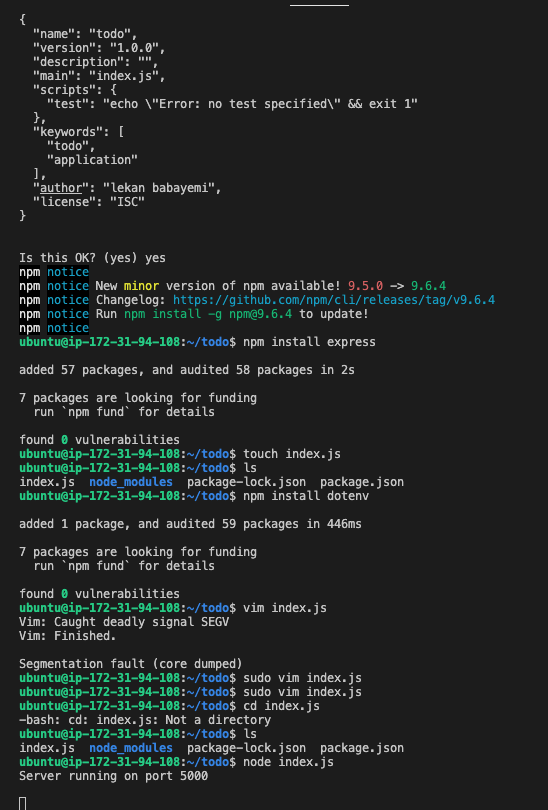 {
  "name": "todo",
  "version": "1.0.0",
  "description": "",
  "main": "index.js",
  "scripts": {
    "test": "echo \"Error: no test specified\" && exit 1"
  },
  "keywords": [
    "todo",
    "application"
  ],
  "author": "lekan babayemi",
  "license": "ISC"
}
Is this OK? (yes) yes
npm notice
npm notice New minor version of npm available! 9.5.0 -> 9.6.4
npm notice Changelog: https://github.com/npm/cli/releases/tag/v9.6.4
npm notice Run npm install -g npm@9.6.4 to update!
npm notice
ubuntu@ip-172-31-94-108:~/todo$ npm install express
added 57 packages, and audited 58 packages in 2s
7 packages are looking for funding
  run `npm fund` for details
found 0 vulnerabilities
ubuntu@ip-172-31-94-108:~/todo$ touch index.js
ubuntu@ip-172-31-94-108:~/todo$ ls
index.js  node_modules  package-lock.json  package.json
ubuntu@ip-172-31-94-108:~/todo$ npm install dotenv
added 1 package, and audited 59 packages in 446ms
7 packages are looking for funding
  run `npm fund` for details
found 0 vulnerabilities
ubuntu@ip-172-31-94-108:~/todo$ vim index.js
Vim: Caught deadly signal SEGV
Vim: Finished.
Segmentation fault (core dumped)
ubuntu@ip-172-31-94-108:~/todo$ sudo vim index.js
ubuntu@ip-172-31-94-108:~/todo$ sudo vim index.js
ubuntu@ip-172-31-94-108:~/todo$ cd index.js
-bash: cd: index.js: Not a directory
ubuntu@ip-172-31-94-108:~/todo$ ls
index.js  node_modules  package-lock.json  package.json
ubuntu@ip-172-31-94-108:~/todo$ node index.js
Server running on port 5000